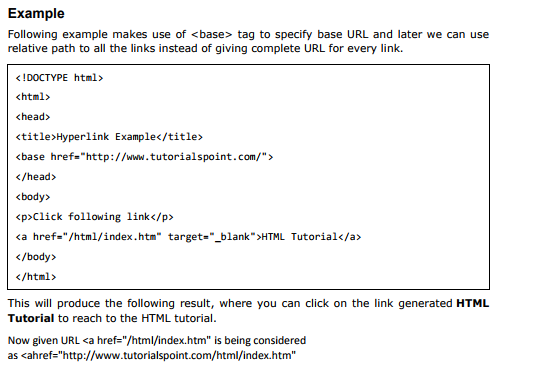 Example
Following example makes use of <base> tag to specify base URL and later we can use
relative path to all the links instead of giving complete URL for every link.
<!DOCTYPE html>
<html>
<head>
<title>Hyperlink Example</title>
<base href="http://www.tutorialspoint.com/">
</head>
<body>
<p>Click following link</p>
<a href="/html/index.htm" target="_blank">HTML Tutorial</a>
</body>
</html>
This will produce the following result, where you can click on the link generated HTML
Tutorial to reach to the HTML tutorial.
Now given URL <a href="/html/index.htm" is being considered
as <ahref="http://www.tutorialspoint.com/html/index.htm"